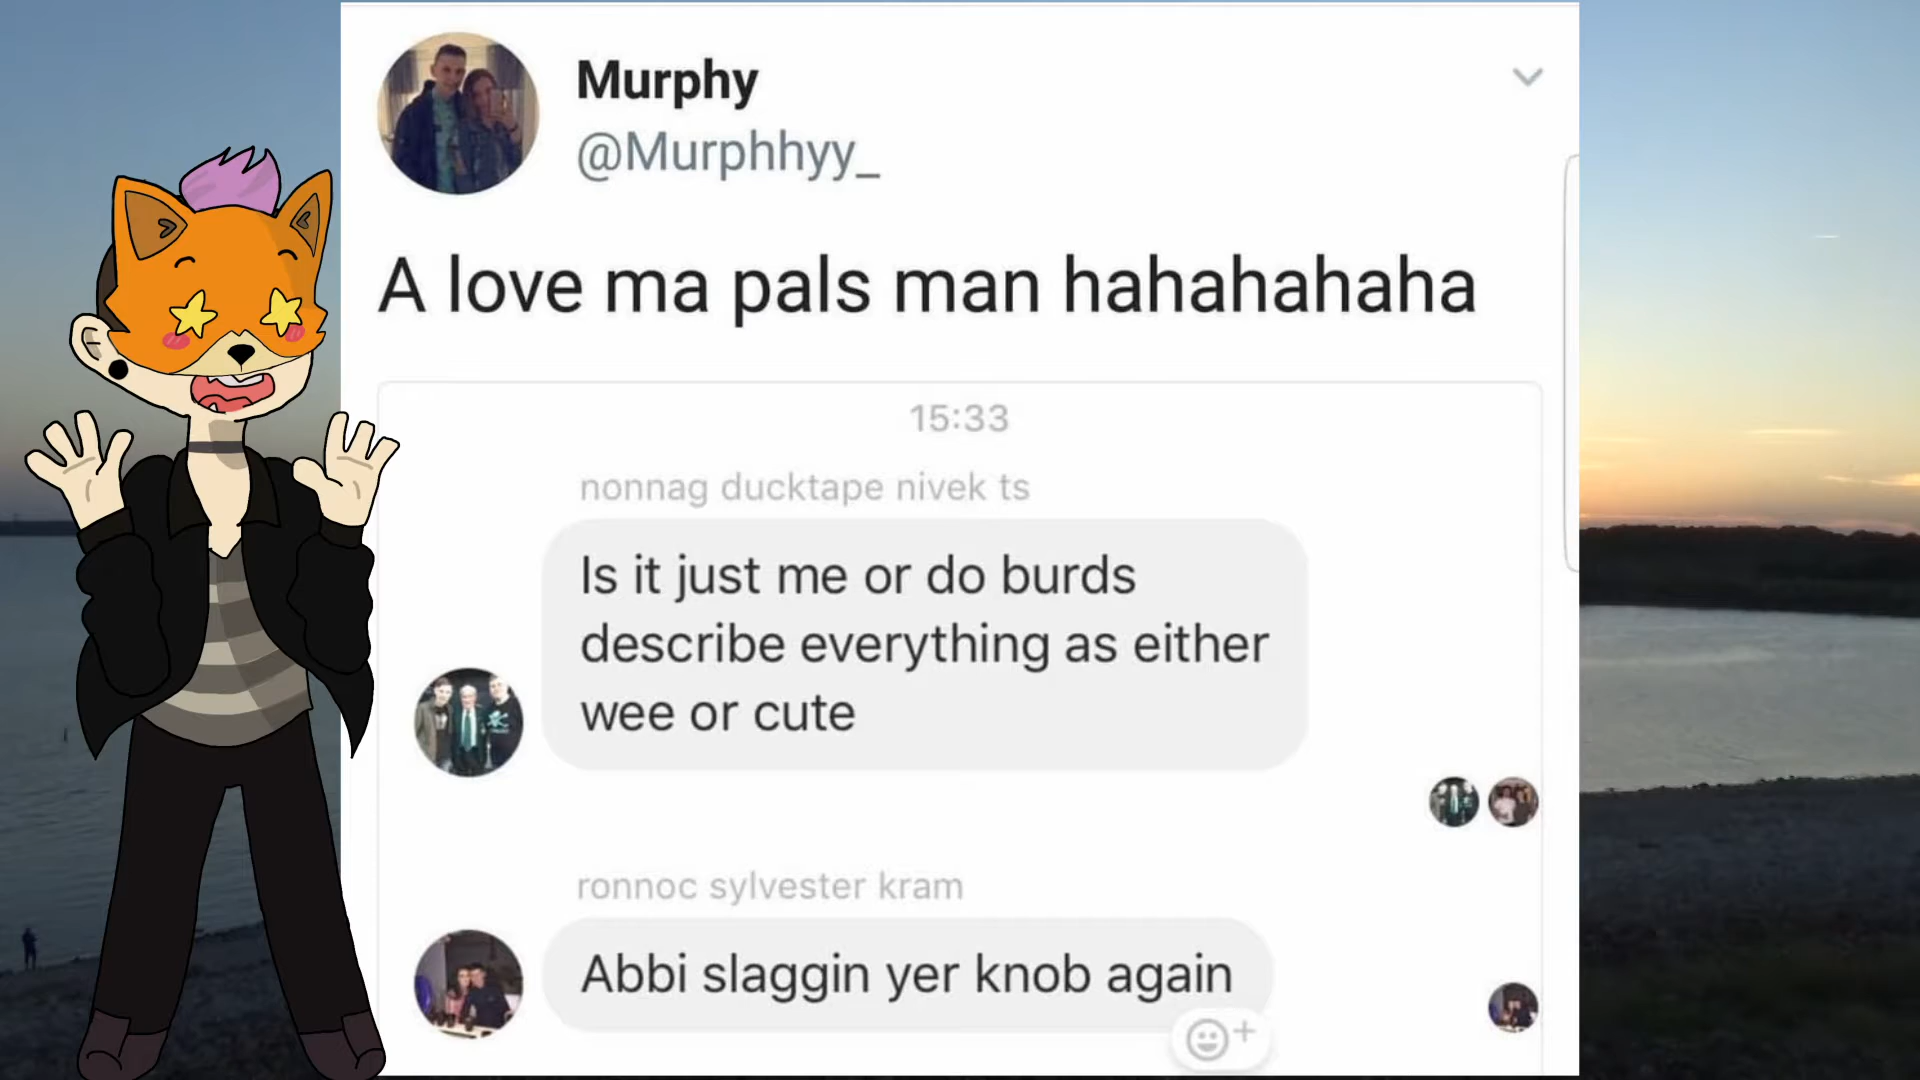 Murphy
@Murphhyy_
A love ma pals man hahahahaha
15:33
nonnag ducktape nivek ts
Is it just me or do burds
describe everything as either
wee or cute
ronnoc sylvester kram
Abbi slaggin yer knob again